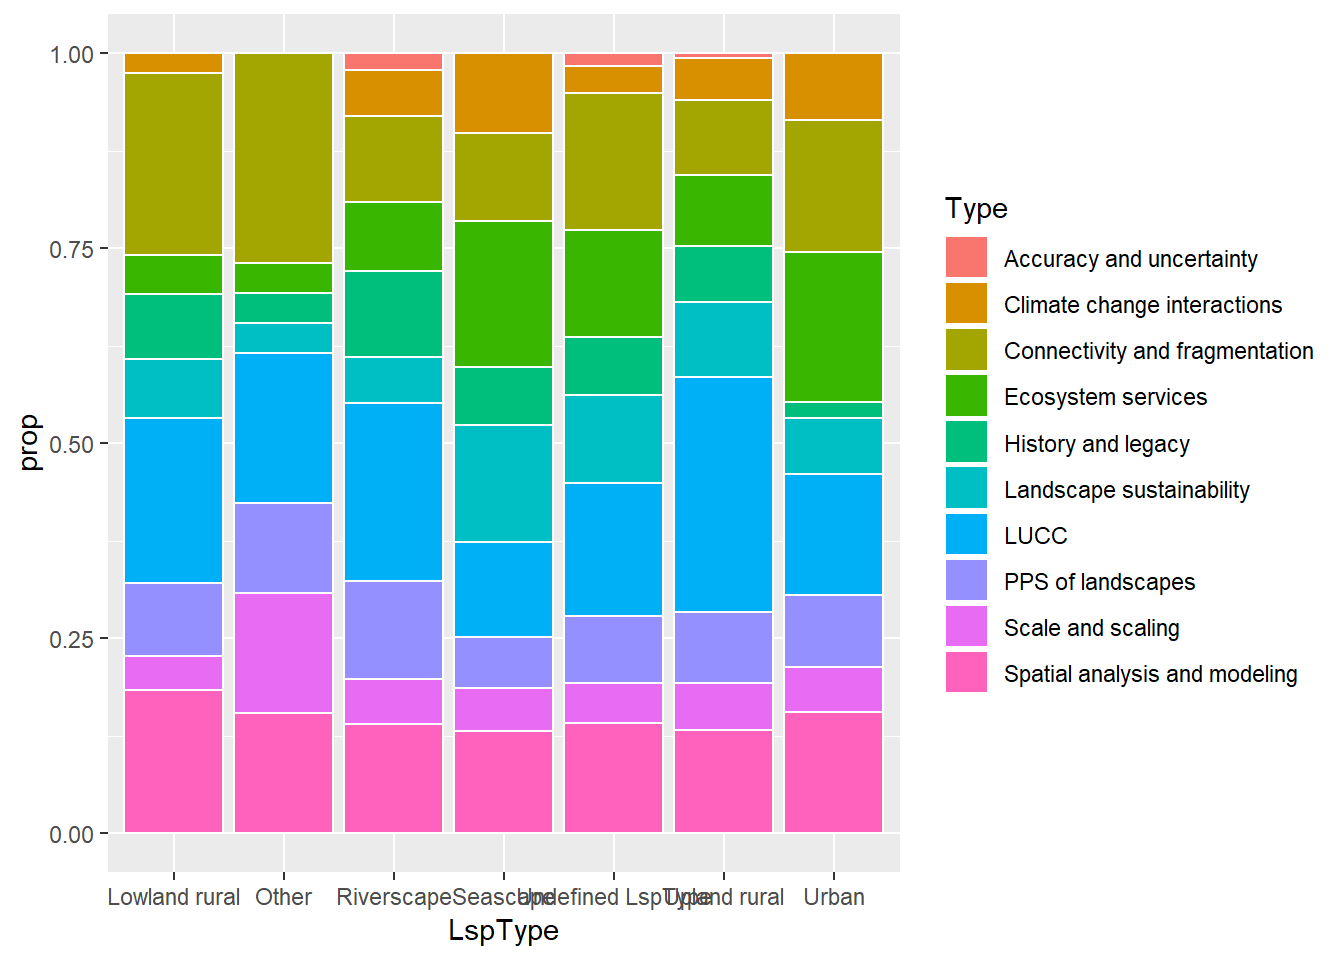 1.00
0.75
0.50
0.25
0.00
prop
Lowland rural
Other
Riverscape
Seascape
Undefined LspType
Upland rural
Urban
LspType
Type
Accuracy and uncertainty
Climate change interactions
Connectivity and fragmentation
Ecosystem services
History and legacy
Landscape sustainability
LUCC
PPS of landscapes
Scale and scaling
Spatial analysis and modeling